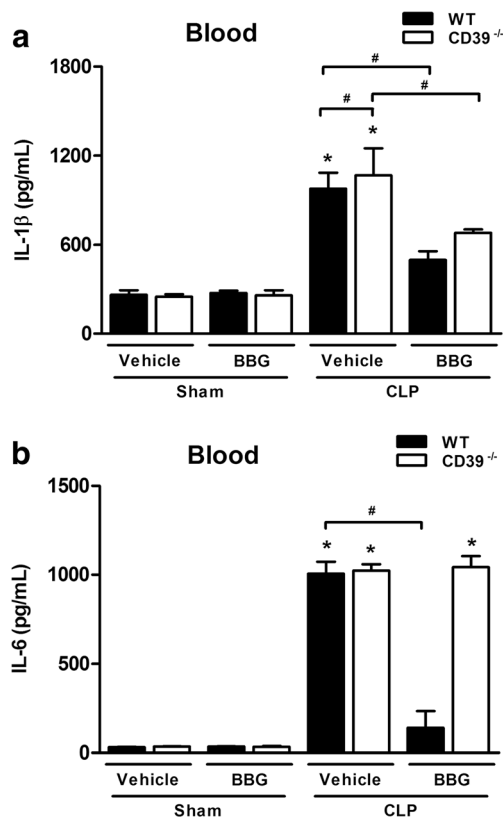 a
Blood
WT
CD39 -/-
IL-1β (pg/mL)
1800
1200
600
0
#
#
#
* *
Vehicle BBG Vehicle BBG
Sham CLP
b
Blood
WT
CD39 -/-
IL-6 (pg/mL)
1500
1000
500
0
#
* * *
Vehicle BBG Vehicle BBG
Sham CLP